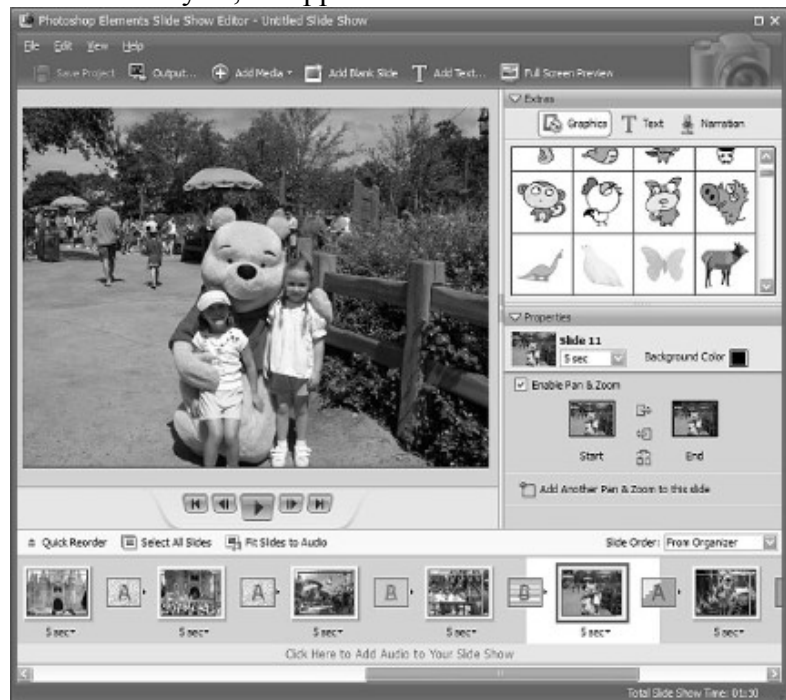 Photoshop Elements Slide Show Editor - Untitled Slide Show
File Edit View Help
Save Project Output... Add Media Add Blank Slide Add Text... Full Screen Preview
Extras
Graphics Text Narration
Properties
Slide 11
5 sec Background Color
Enable Pan & Zoom
Start End
Add Another Pan & Zoom to this slide
Quick Reorder Select All Slides Fit Slides to Audio Slide Order: From Organizer
A A B B A
5 sec 5 sec 5 sec 5 sec 5 sec 5 sec
Click Here to Add Audio to Your Slide Show
Total Slide Show Time: 01:10